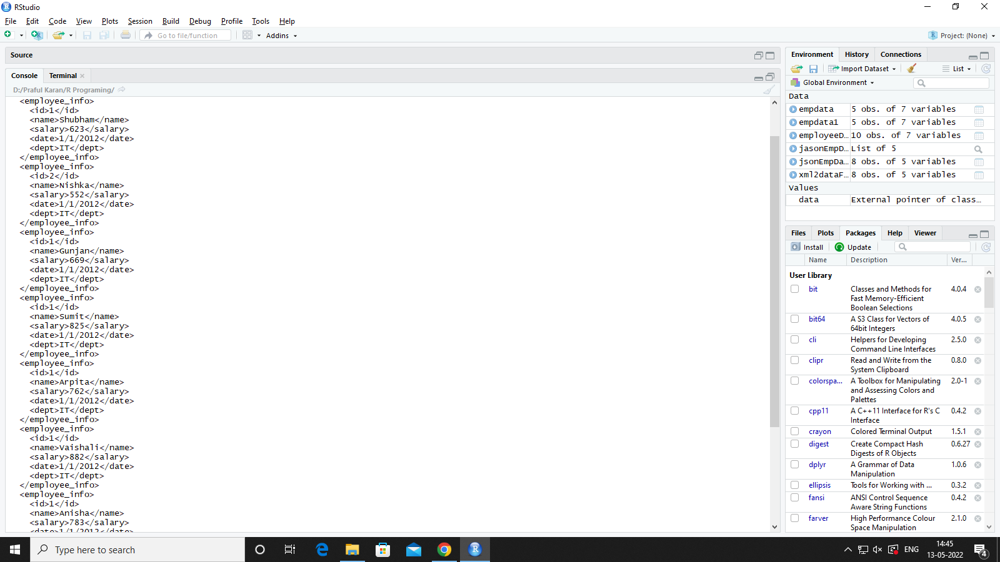 RStudio
File Edit Code View Plots Session Build Debug Profile Tools Help
Go to file/function Addins Project: (None)
Source
Console Terminal
D:/Praful Karan/R Programing/
<employee_info>
<id>1</id>
<name>Shubham</name>
<salary>623</salary>
<date>1/1/2012</date>
<dept>IT</dept>
</employee_info>
<employee_info>
<id>2</id>
<name>Nishka</name>
<salary>552</salary>
<date>1/1/2012</date>
<dept>IT</dept>
</employee_info>
<employee_info>
<id>1</id>
<name>Gunjan</name>
<salary>669</salary>
<date>1/1/2012</date>
<dept>IT</dept>
</employee_info>
<employee_info>
<id>1</id>
<name>Sumit</name>
<salary>825</salary>
<date>1/1/2012</date>
<dept>IT</dept>
</employee_info>
<employee_info>
<id>1</id>
<name>Arpita</name>
<salary>762</salary>
<date>1/1/2012</date>
<dept>IT</dept>
</employee_info>
<employee_info>
<id>1</id>
<name>Vaishali</name>
<salary>882</salary>
<date>1/1/2012</date>
<dept>IT</dept>
</employee_info>
<employee_info>
<id>1</id>
<name>Anisha</name>
<salary>783</salary>
<date>1/1/2012</date>
Environment History Connections
Import Dataset List
Global Environment
Data
empdata 5 obs. of 7 variables
empdata1 5 obs. of 7 variables
employeeD… 10 obs. of 7 variables
jasonEmpD… List of 5
jsonEmpDa… 8 obs. of 5 variables
xml2dataF… 8 obs. of 5 variables
Values
data External pointer of class…
Files Plots Packages Help Viewer
Install Update
Name Description Ver...
User Library
bit Classes and Methods for 4.0.4
Fast Memory-Efficient
Boolean Selections
bit64 A S3 Class for Vectors of 4.0.5
64bit Integers
cli Helpers for Developing 2.5.0
Command Line Interfaces
clipr Read and Write from the 0.8.0
System Clipboard
colorspa... A Toolbox for Manipulating 2.0-1
and Assessing Colors and
Palettes
cpp11 A C++11 Interface for R's C 0.4.2
Interface
crayon Colored Terminal Output 1.5.1
digest Create Compact Hash 0.6.27
Digests of R Objects
dplyr A Grammar of Data 1.0.6
Manipulation
ellipsis Tools for Working with ... 0.3.2
fansi ANSI Control Sequence 0.4.2
Aware String Functions
farver High Performance Colour 2.1.0
Space Manipulation
Type here to search
ENG
14:45
13-05-2022
4